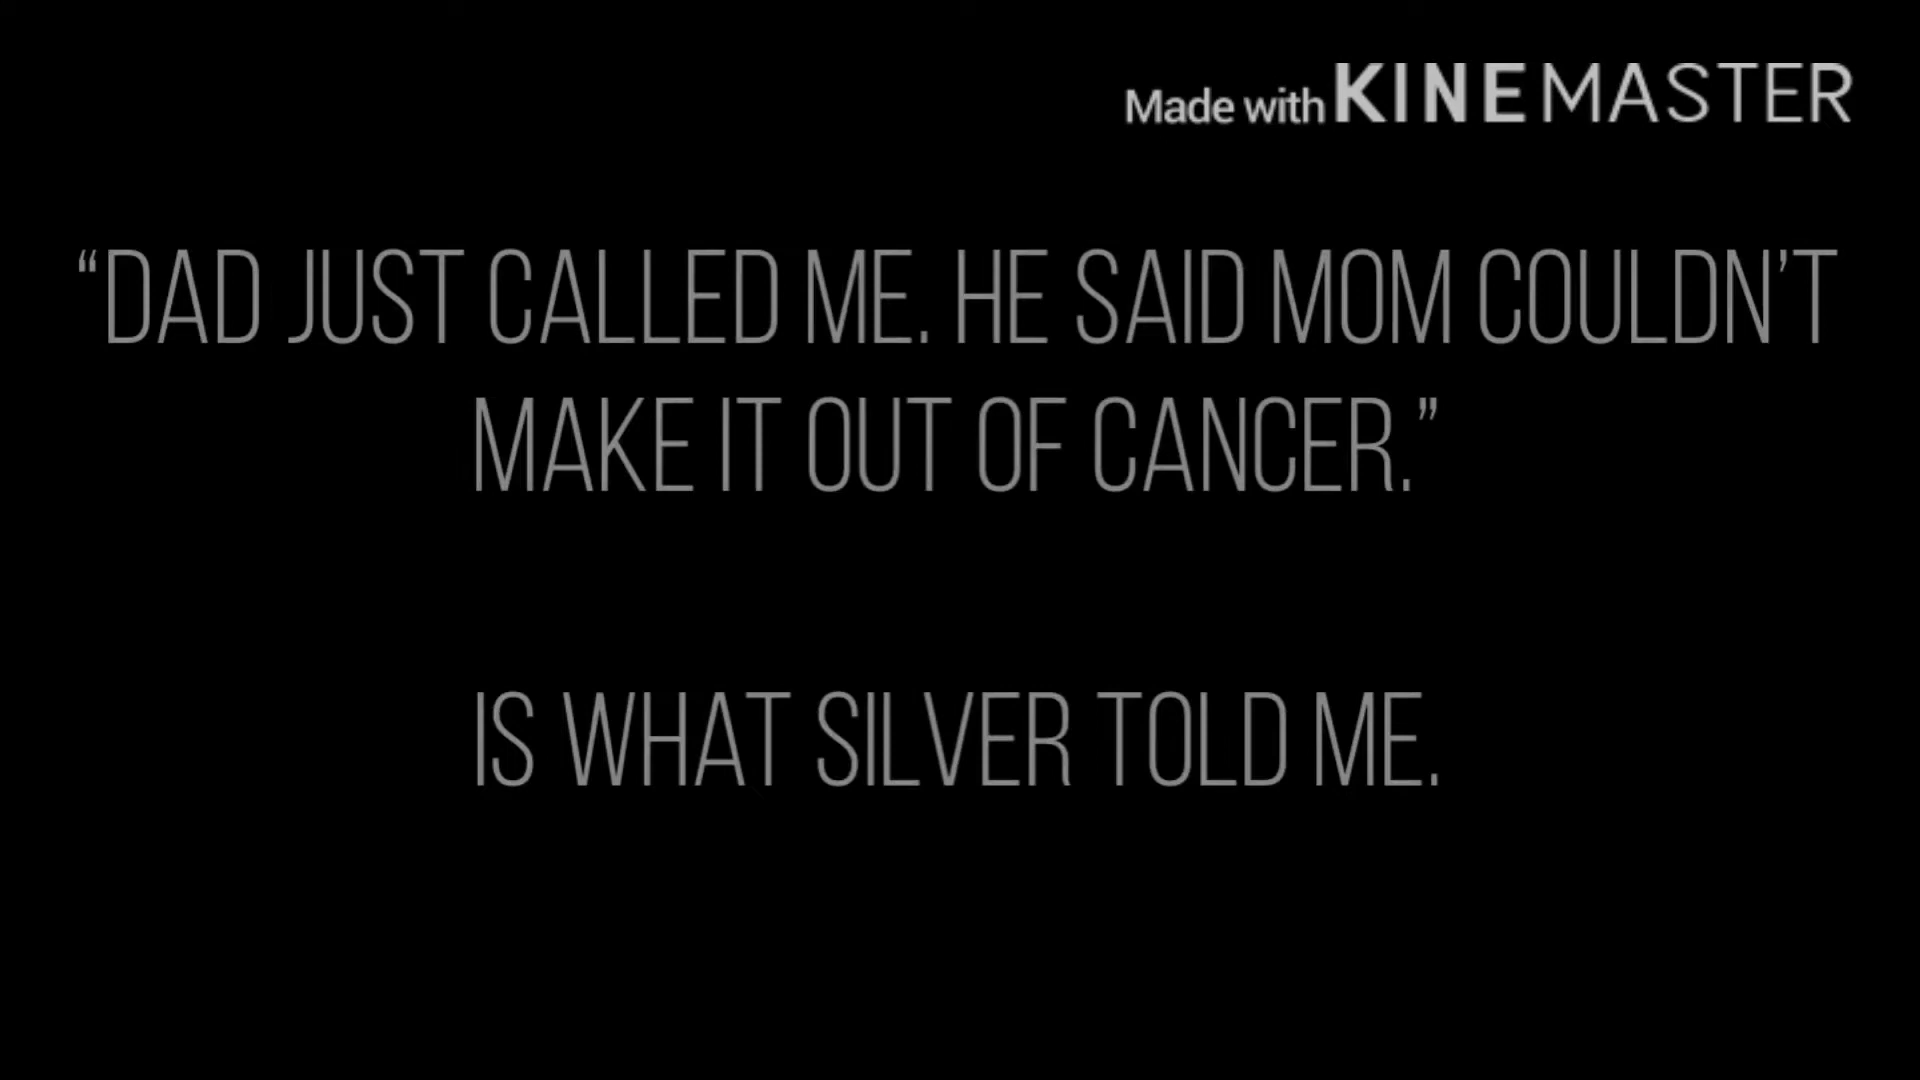 Made with KINEMASTER
“DAD JUST CALLED ME. HE SAID MOM COULDN’T
MAKE IT OUT OF CANCER.”
IS WHAT SILVER TOLD ME.